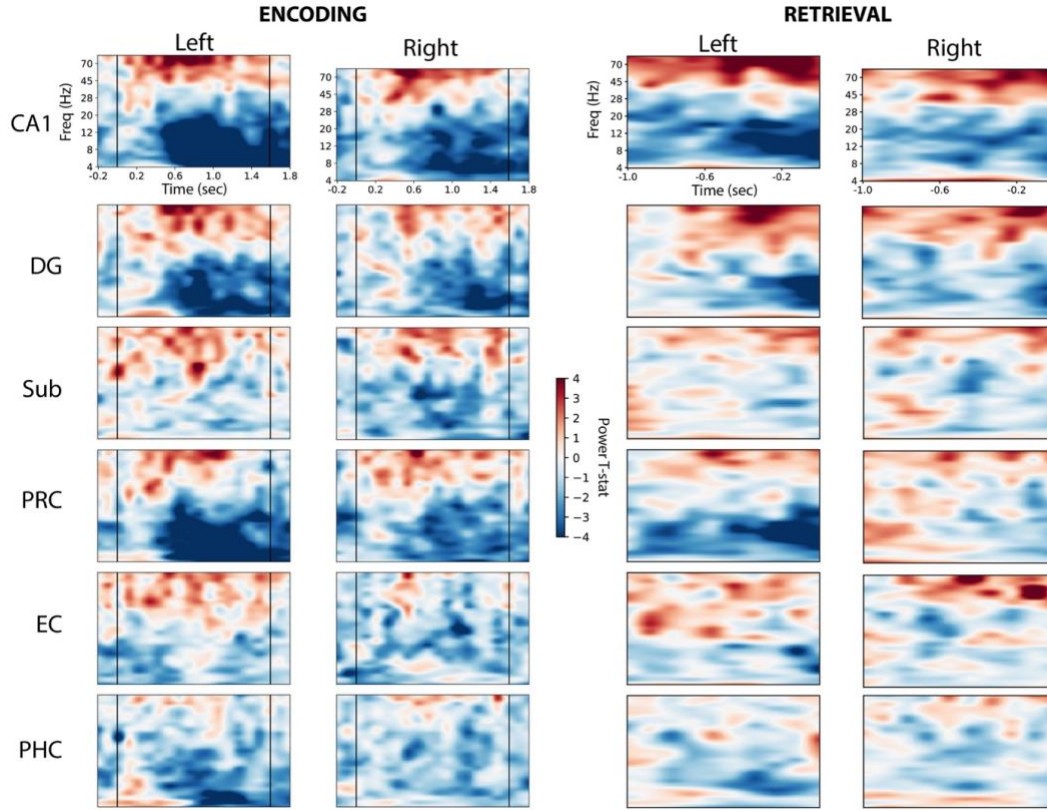 ENCODING RETRIEVAL
Left Right Left Right
CA1
Freq (Hz)
70
45
28
20
12
8
4
-0.2 0.2 0.6 1.0 1.4 1.8
Time (sec)
70
45
28
20
12
8
4
-0.2 0.2 0.6 1.0 1.4 1.8
Freq (Hz)
70
45
28
20
12
8
4
-1.0 -0.6 -0.2
Time (sec)
70
45
28
20
12
8
4
-1.0 -0.6 -0.2
DG
Sub
4
3
2
1
0
−1
−2
−3
−4
Power T-stat
PRC
EC
PHC